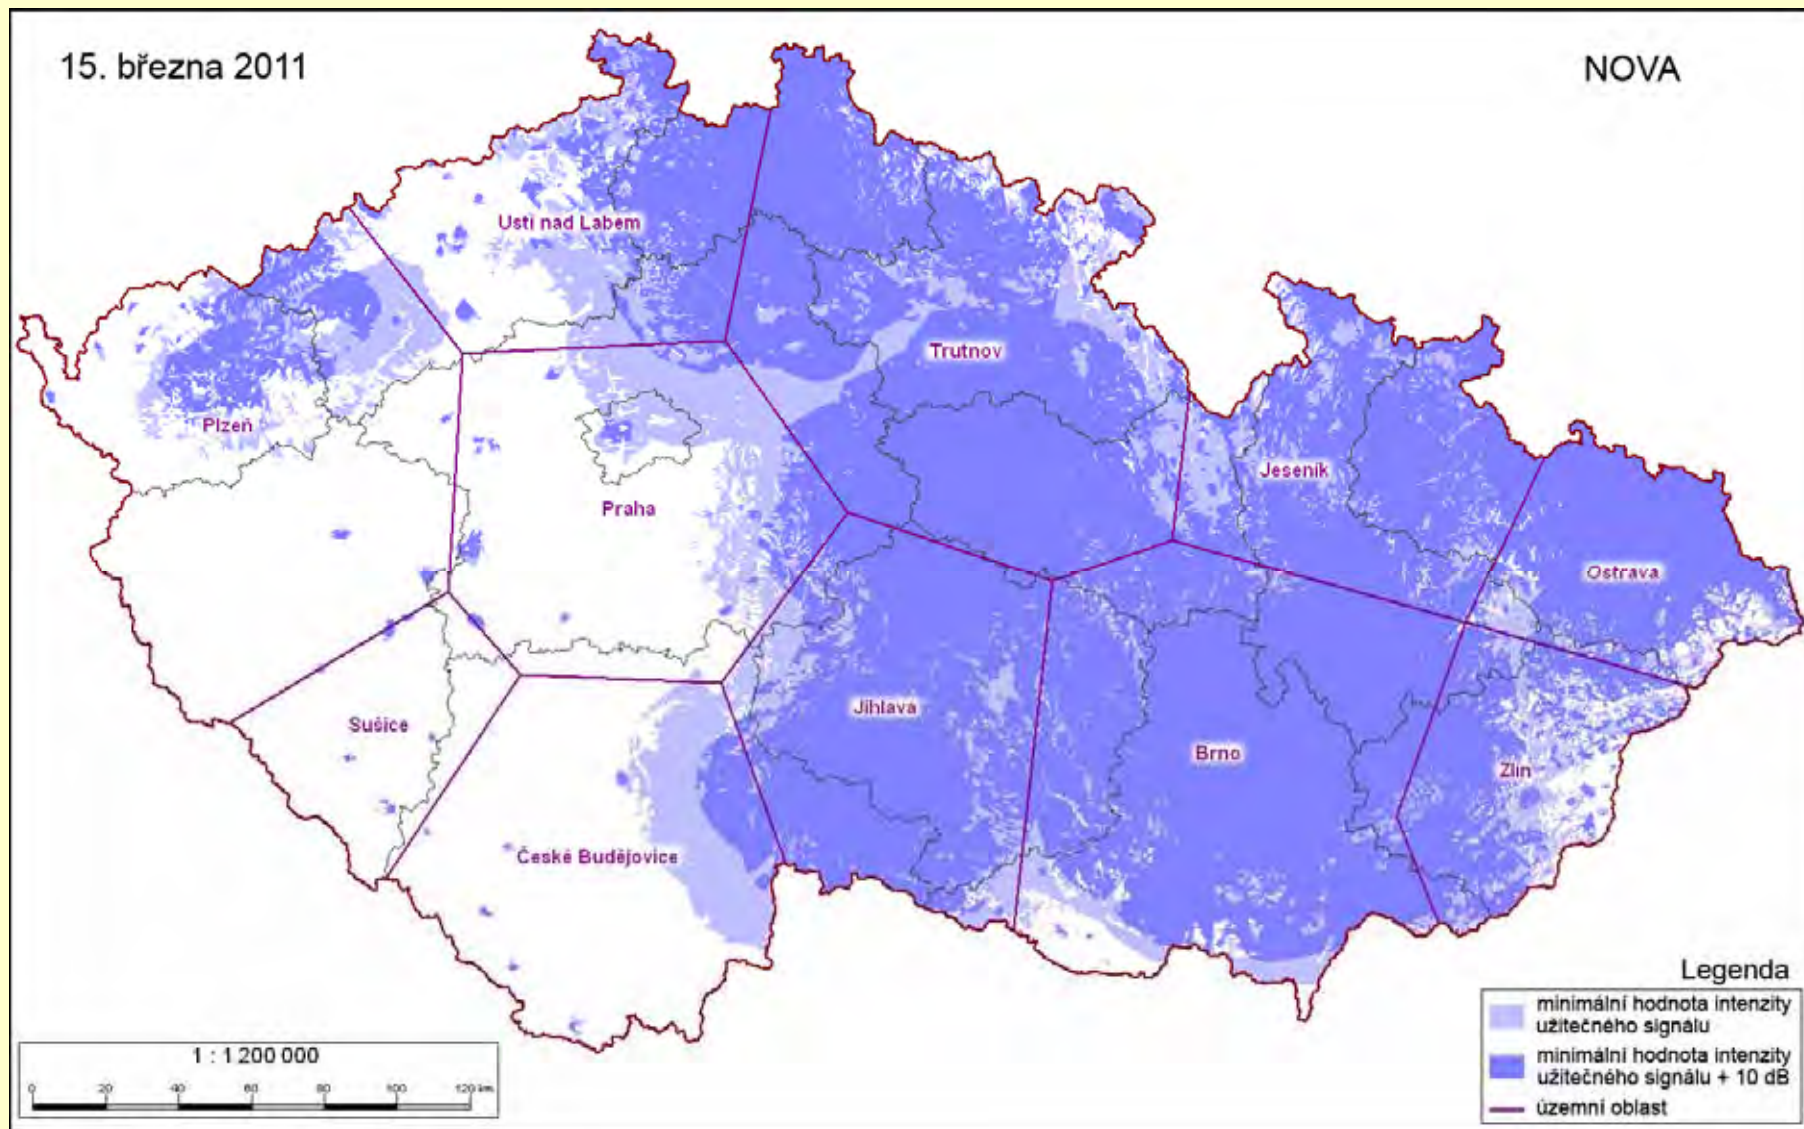 15. března 2011
NOVA
Ustí nad Labem
Trutnov
Plzeň
Jeseník
Praha
Ostrava
Sušice
Jihlava
Brno
Zlín
České Budějovice
Legenda
minimální hodnota intenzity
užitečného signálu
minimální hodnota intenzity
užitečného signálu + 10 dB
územní oblast
1 : 1 200 000
0 20 40 60 80 100 120 km